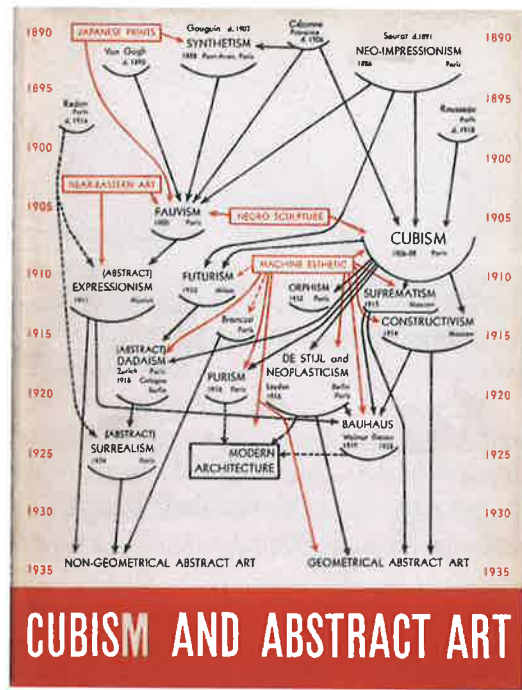 1890
JAPANESE PRINTS
Gauguin d. 1903
SYNTHETISM
1888 Pont-Aven, Paris
Van Gogh
d. 1890
Cézanne
Provence
d. 1906
Seurat d. 1891
NEO-IMPRESSIONISM
1886 Paris
1890
1895
Redon
Paris
d. 1916
Rousseau
Paris
d. 1910
1895
1900
1900
NEAR-EASTERN ART
1905
FAUVISM
1905 Paris
NEGRO SCULPTURE
1905
CUBISM
1906-08 Paris
1910
(ABSTRACT)
EXPRESSIONISM
1911 Munich
FUTURISM
1910 Milan
MACHINE ESTHETIC
ORPHISM
1912 Paris
SUPREMATISM
1913 Moscow
CONSTRUCTIVISM
1914 Moscow
1910
Brancusi
Paris
1915
1915
(ABSTRACT)
DADAISM
Zurich Paris
1916 Cologne
Berlin
PURISM
1918 Paris
DE STIJL and
NEOPLASTICISM
Leyden Berlin
1916 Paris
1920
1920
BAUHAUS
Weimar Dessau
1919 1925
(ABSTRACT)
SURREALISM
1924 Paris
MODERN
ARCHITECTURE
1925
1925
1930
1930
1935
NON-GEOMETRICAL ABSTRACT ART
GEOMETRICAL ABSTRACT ART
1935
CUBISM AND ABSTRACT ART